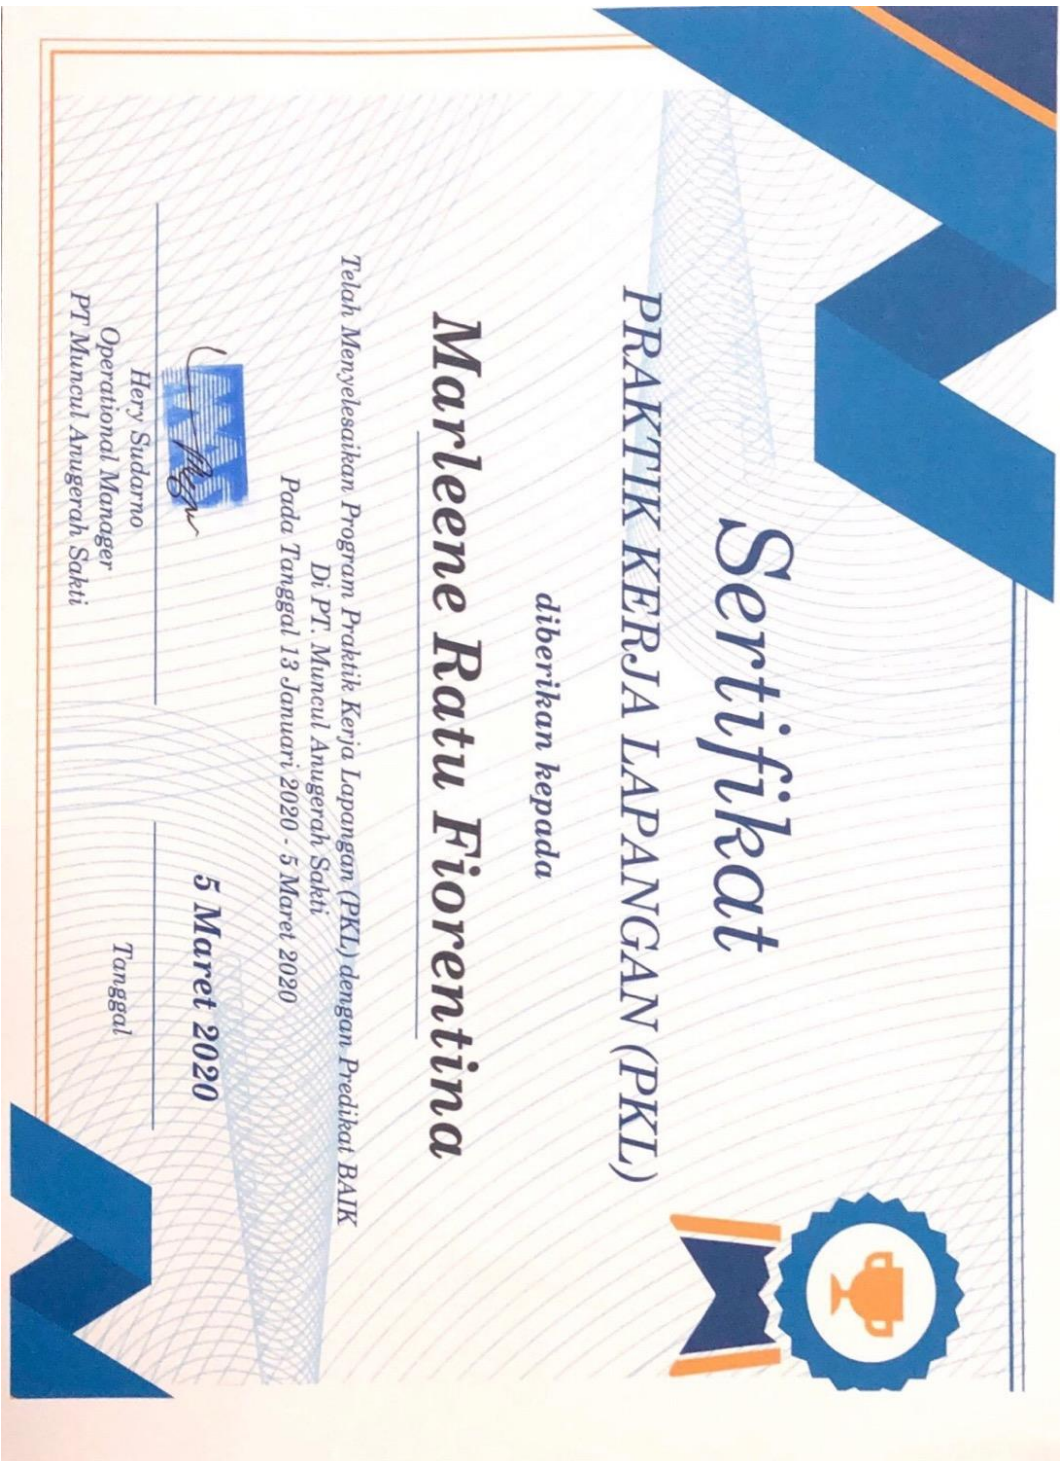 Sertifikat
PRAKTIK KERJA LAPANGAN (PKL)
diberikan kepada
Marleene Ratu Fiorentina
Telah Menyelesaikan Program Praktik Kerja Lapangan (PKL) dengan Predikat BAIK
Di PT. Muncul Anugerah Sakti
Pada Tanggal 13 Januari 2020 - 5 Maret 2020
5 Maret 2020
Hery Sudarno
Operational Manager
PT Muncul Anugerah Sakti
Tanggal